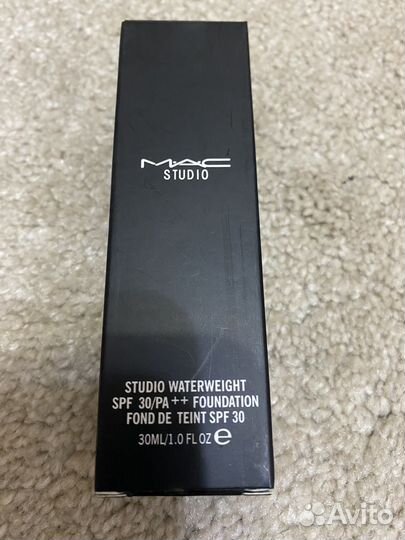 MAC
STUDIO
STUDIO WATERWEIGHT
SPF 30/PA++ FOUNDATION
FOND DE TEINT SPF 30
30ML/1.0 FL OZ e
Avito